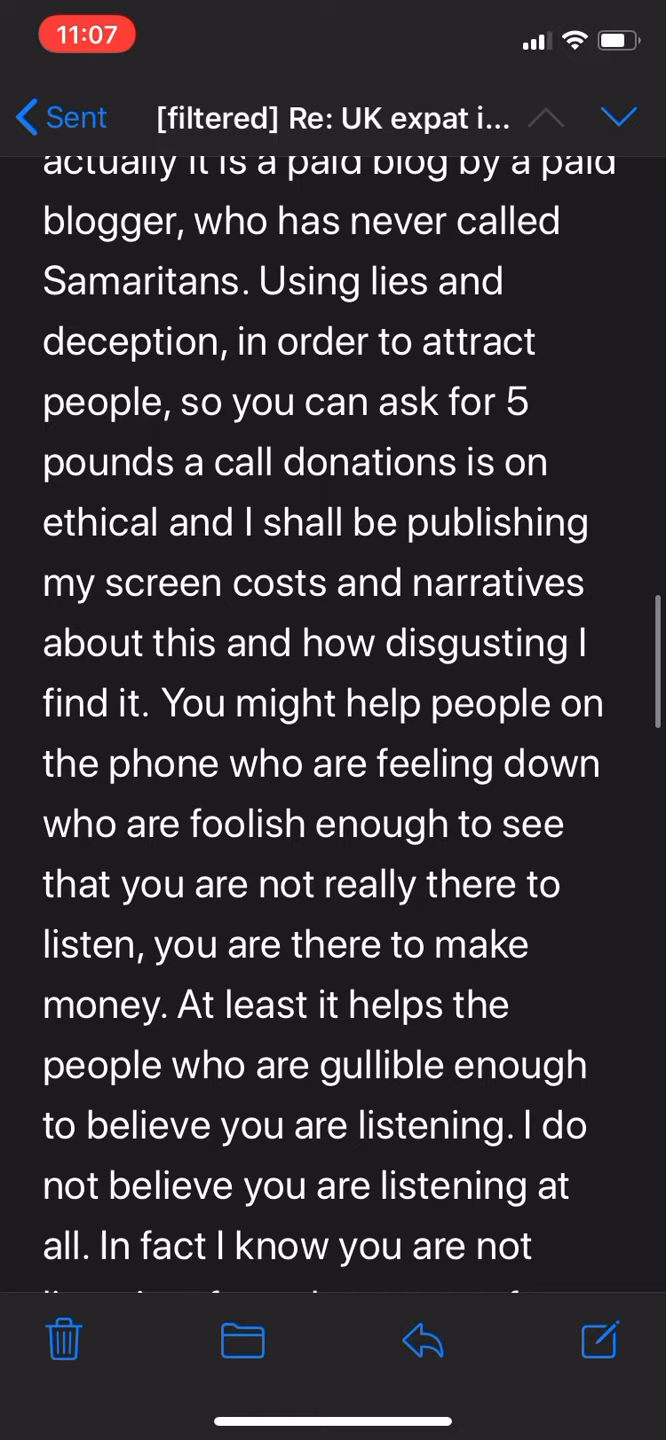 11:07
Sent
[filtered] Re: UK expat i...
actually it is a paid blog by a paid
blogger, who has never called
Samaritans. Using lies and
deception, in order to attract
people, so you can ask for 5
pounds a call donations is on
ethical and I shall be publishing
my screen costs and narratives
about this and how disgusting I
find it. You might help people on
the phone who are feeling down
who are foolish enough to see
that you are not really there to
listen, you are there to make
money. At least it helps the
people who are gullible enough
to believe you are listening. I do
not believe you are listening at
all. In fact I know you are not